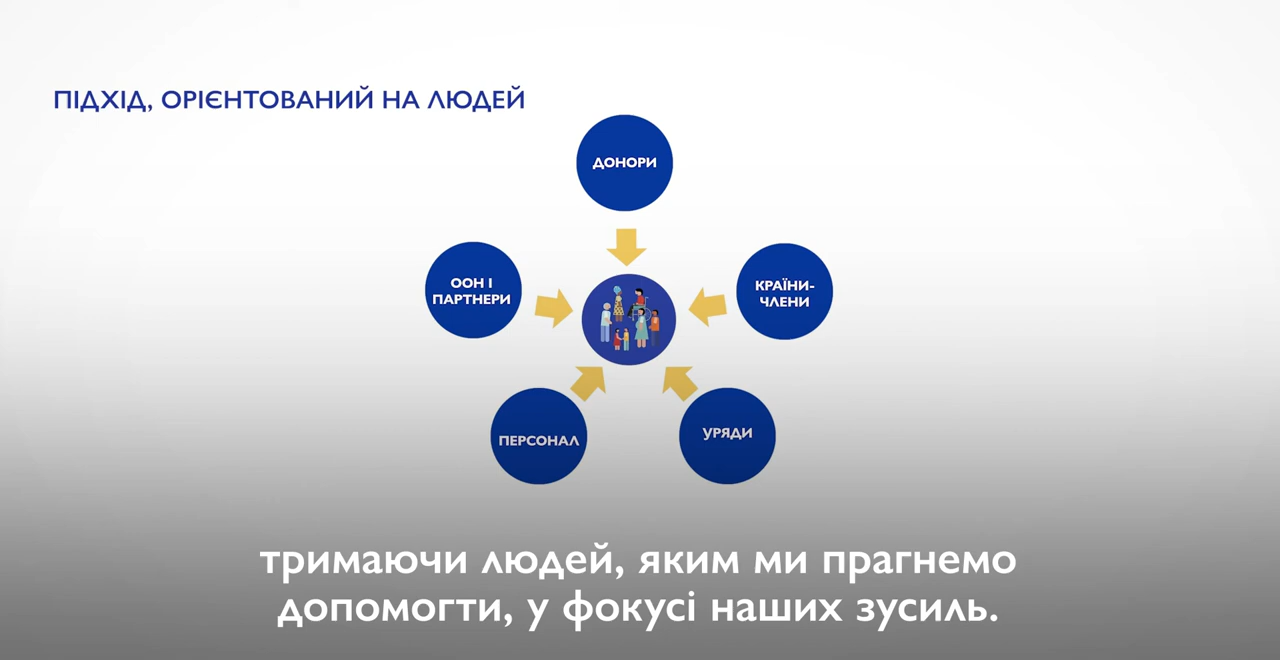 ПІДХІД, ОРІЄНТОВАНИЙ НА ЛЮДЕЙ
ДОНОРИ
ООН І
ПАРТНЕРИ
КРАЇНИ-
ЧЛЕНИ
ПЕРСОНАЛ
УРЯДИ
тримаючи людей, яким ми прагнемо
допомогти, у фокусі наших зусиль.